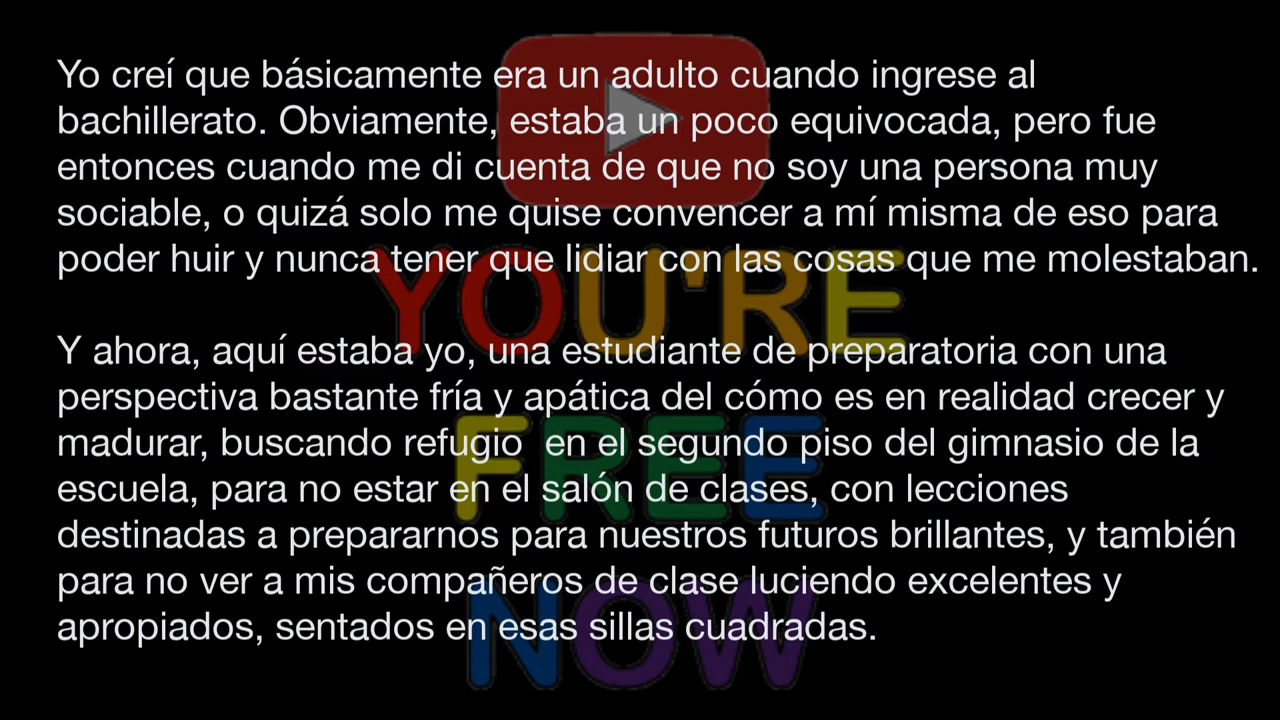 Yo creí que básicamente era un adulto cuando ingrese al
bachillerato. Obviamente, estaba un poco equivocada, pero fue
entonces cuando me di cuenta de que no soy una persona muy
sociable, o quizá solo me quise convencer a mí misma de eso para
poder huir y nunca tener que lidiar con las cosas que me molestaban.
Y ahora, aquí estaba yo, una estudiante de preparatoria con una
perspectiva bastante fría y apática del cómo es en realidad crecer y
madurar, buscando refugio  en el segundo piso del gimnasio de la
escuela, para no estar en el salón de clases, con lecciones
destinadas a prepararnos para nuestros futuros brillantes, y también
para no ver a mis compañeros de clase luciendo excelentes y
apropiados, sentados en esas sillas cuadradas.
YOU'RE
FREE
NOW